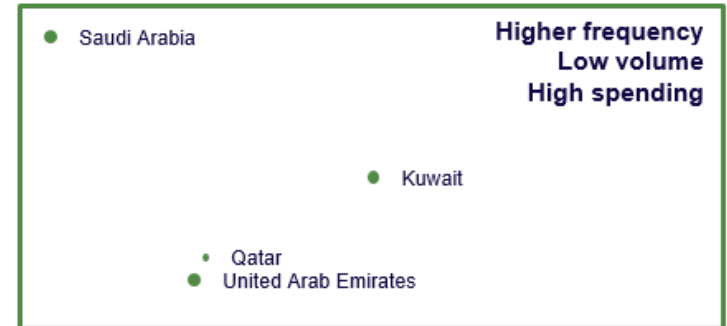 Saudi Arabia
Higher frequency
Low volume
High spending
Kuwait
Qatar
United Arab Emirates